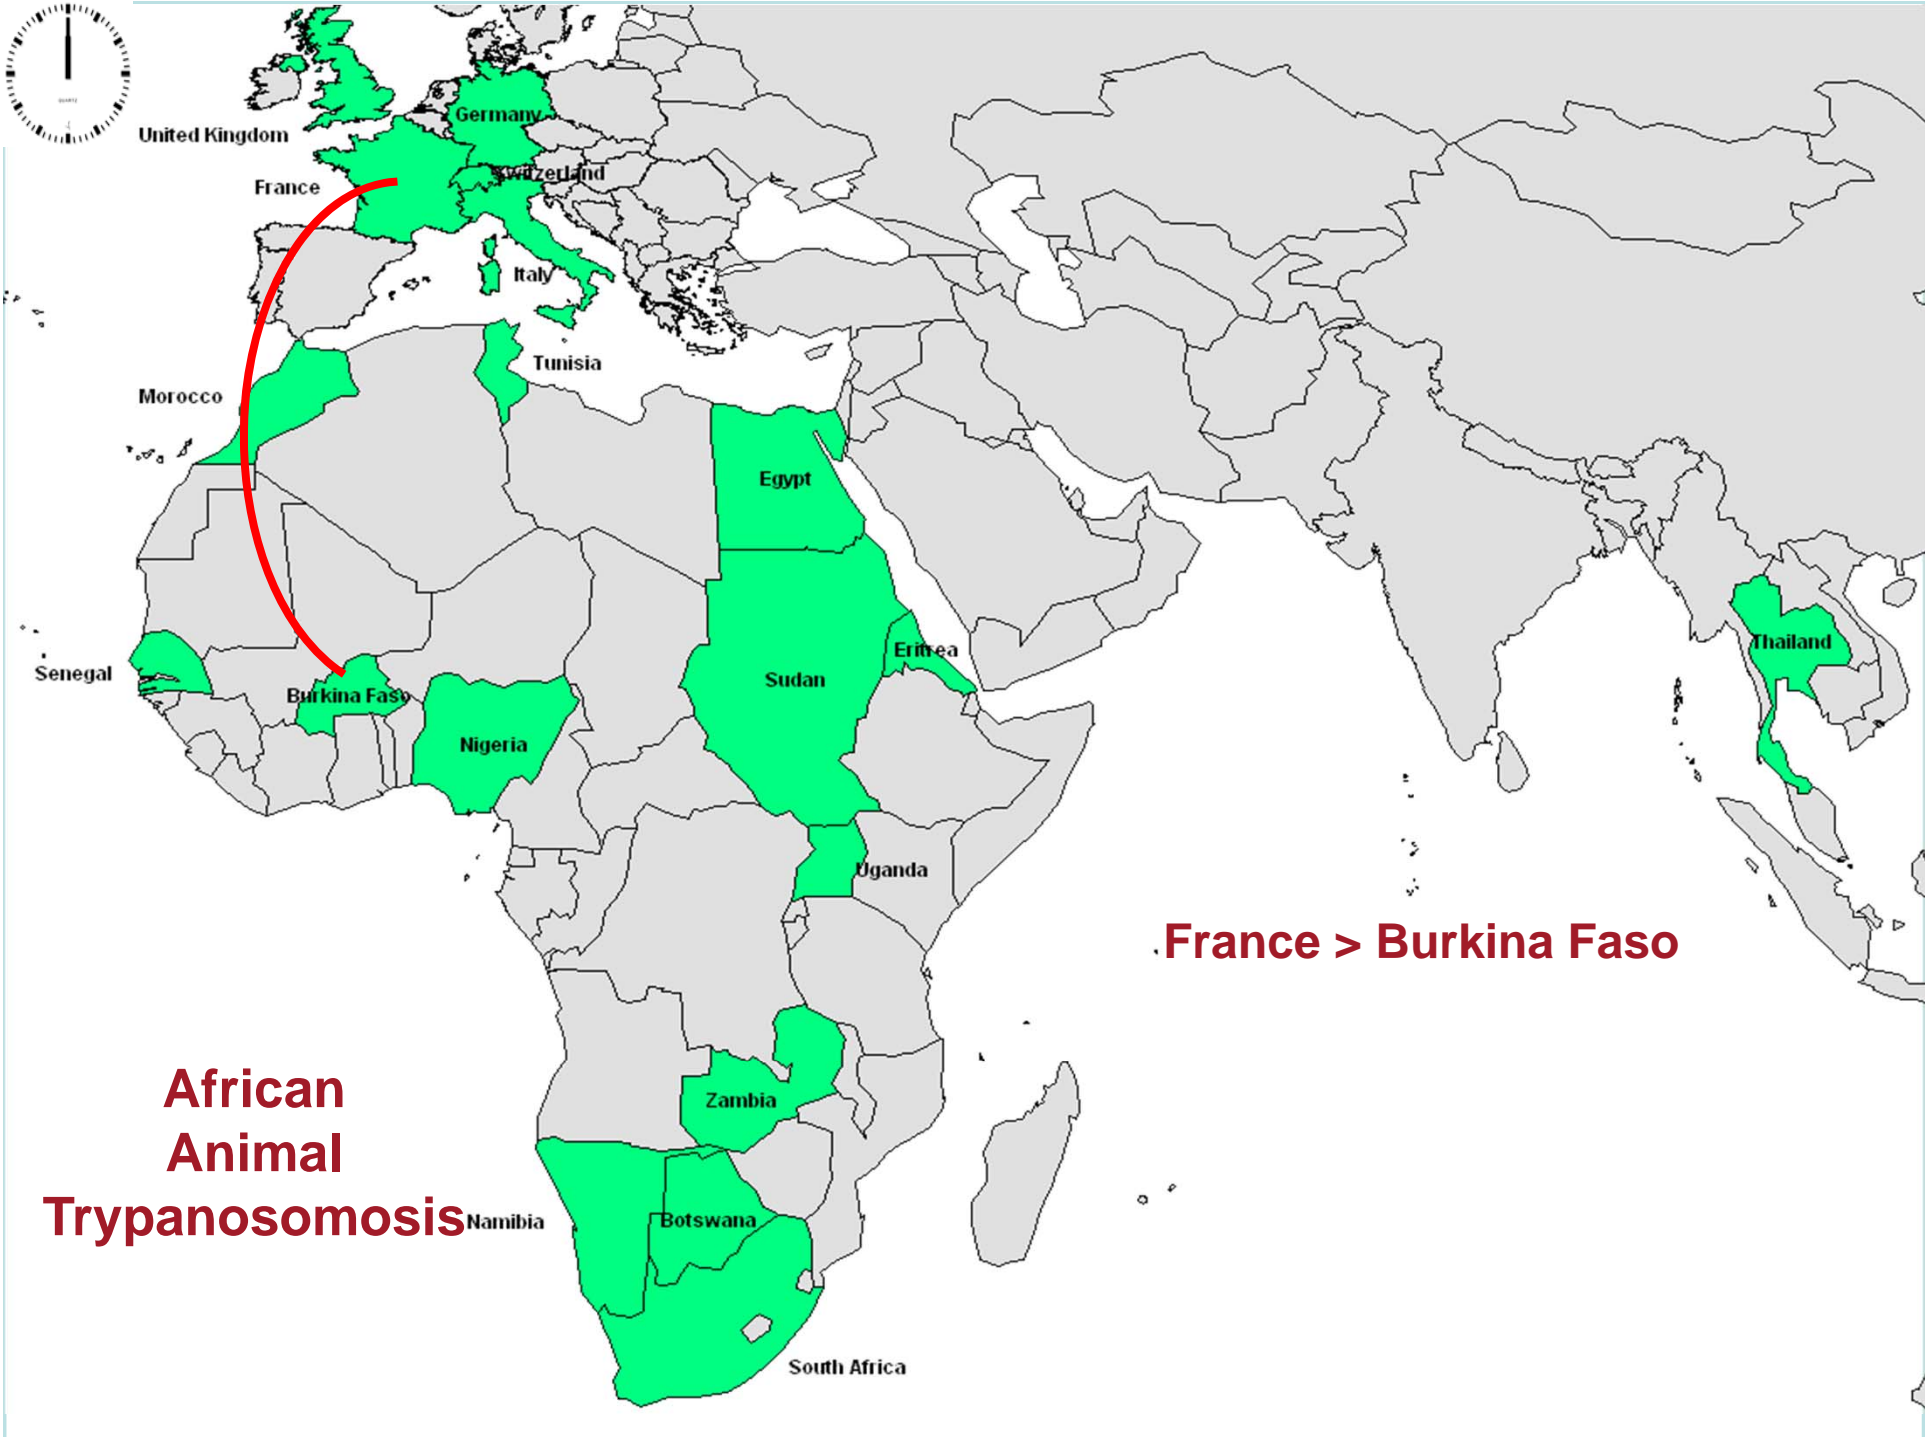 United Kingdom
Germany
Switzerland
France
Italy
Tunisia
Morocco
Egypt
Senegal
Burkina Faso
Nigeria
Sudan
Eritrea
Thailand
Uganda
France > Burkina Faso
African
Animal
Trypanosomosis
Zambia
Namibia
Botswana
South Africa